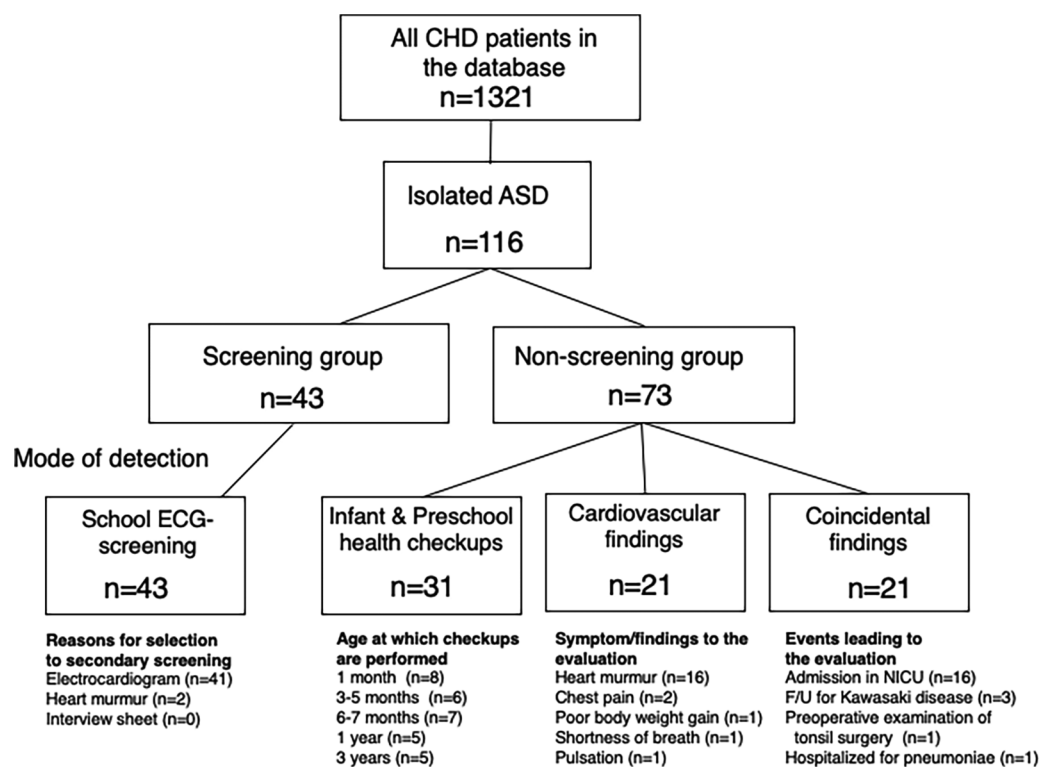 All CHD patients in
the database
n=1321
Isolated ASD
n=116
Screening group
n=43
Non-screening group
n=73
Mode of detection
School ECG-
screening
n=43
Infant & Preschool
health checkups
n=31
Cardiovascular
findings
n=21
Coincidental
findings
n=21
Reasons for selection
to secondary screening
Electrocardiogram (n=41)
Heart murmur (n=2)
Interview sheet (n=0)
Age at which checkups
are performed
1 month (n=8)
3-5 months (n=6)
6-7 months (n=7)
1 year (n=5)
3 years (n=5)
Symptom/findings to the
evaluation
Heart murmur (n=16)
Chest pain (n=2)
Poor body weight gain (n=1)
Shortness of breath (n=1)
Pulsation (n=1)
Events leading to
the evaluation
Admission in NICU (n=16)
F/U for Kawasaki disease (n=3)
Preoperative examination of
tonsil surgery (n=1)
Hospitalized for pneumoniae (n=1)